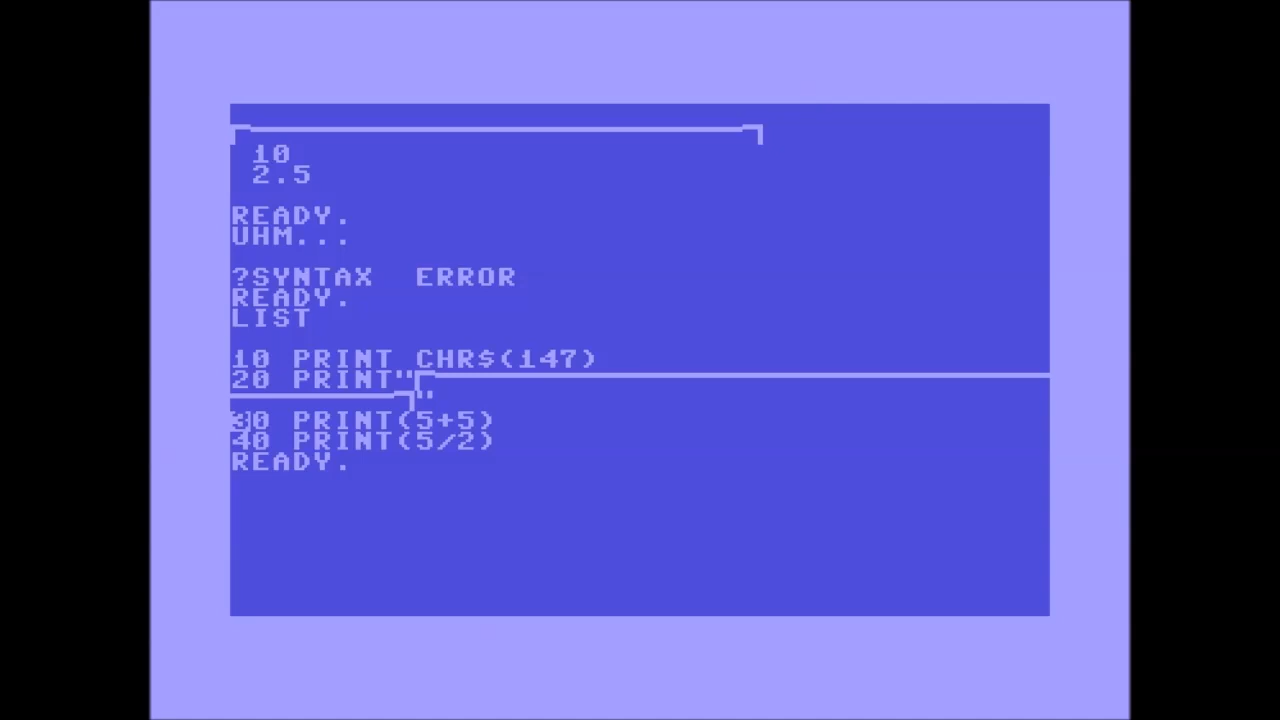 10
2.5
READY.
UHM...
?SYNTAX  ERROR
READY.
LIST
10 PRINT CHR$(147)
20 PRINT"┌────────────────────────────────
────────┐"
30 PRINT(5+5)
40 PRINT(5/2)
READY.